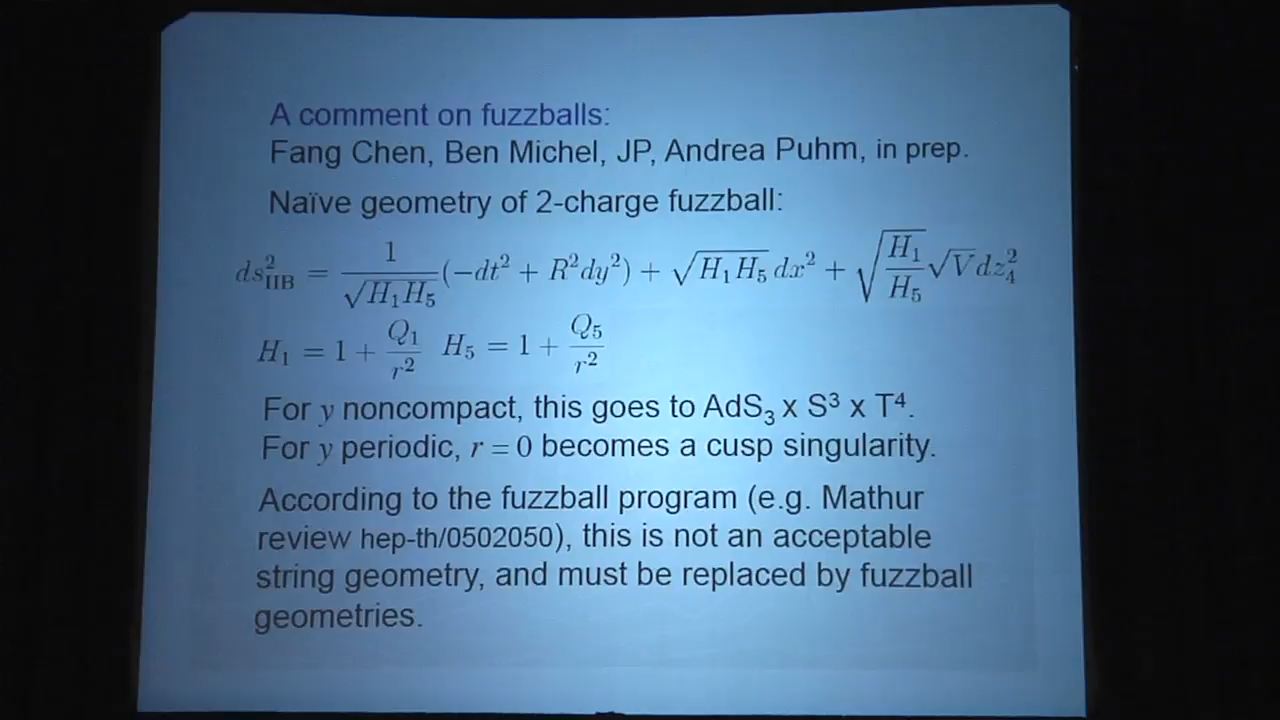 A comment on fuzzballs:
Fang Chen, Ben Michel, JP, Andrea Puhm, in prep.
Naïve geometry of 2-charge fuzzball:
ds²_IIB = 1/√(H₁H₅) (−dt² + R²dy²) + √(H₁H₅) dx² + √(H₁/H₅) √V dz₄²
H₁ = 1 + Q₁/r² H₅ = 1 + Q₅/r²
For y noncompact, this goes to AdS₃ x S³ x T⁴.
For y periodic, r = 0 becomes a cusp singularity.
According to the fuzzball program (e.g. Mathur
review hep-th/0502050), this is not an acceptable
string geometry, and must be replaced by fuzzball
geometries.